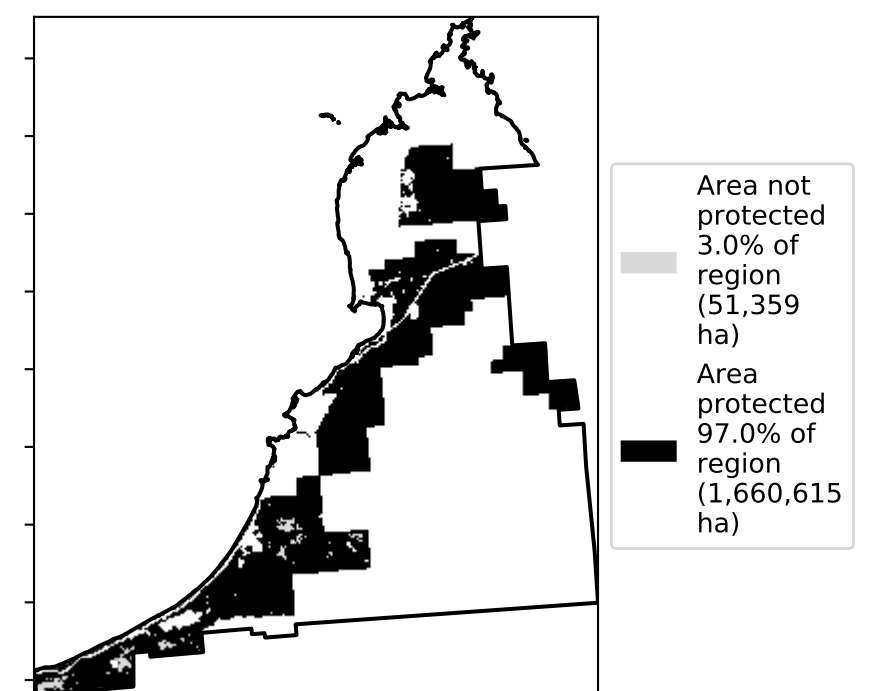 Area not
protected
3.0% of
region
(51,359
ha)
Area
protected
97.0% of
region
(1,660,615
ha)